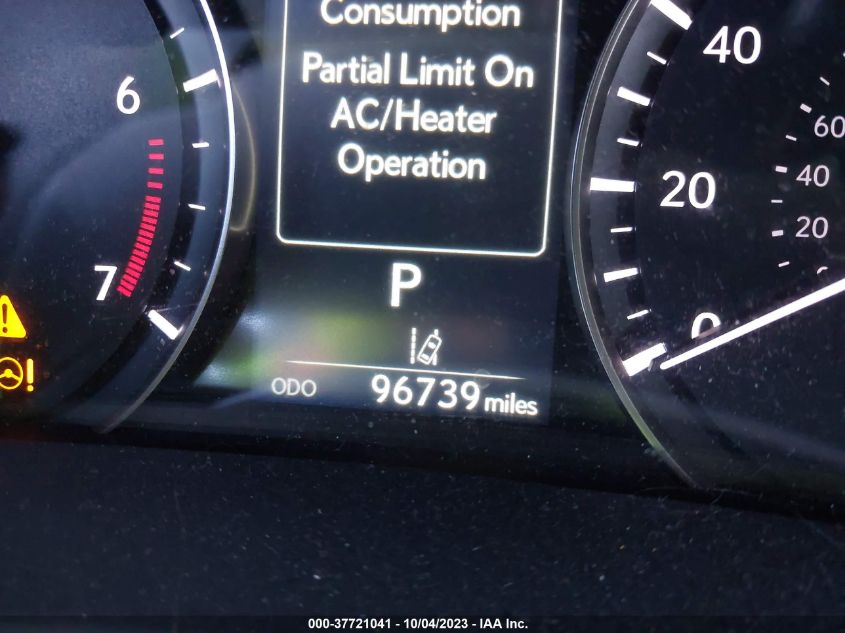 Consumption
Partial Limit On
AC/Heater
Operation
P
ODO 96739 miles
6
7
40
20
0
60
40
20
000-37721041 - 10/04/2023 - IAA Inc.